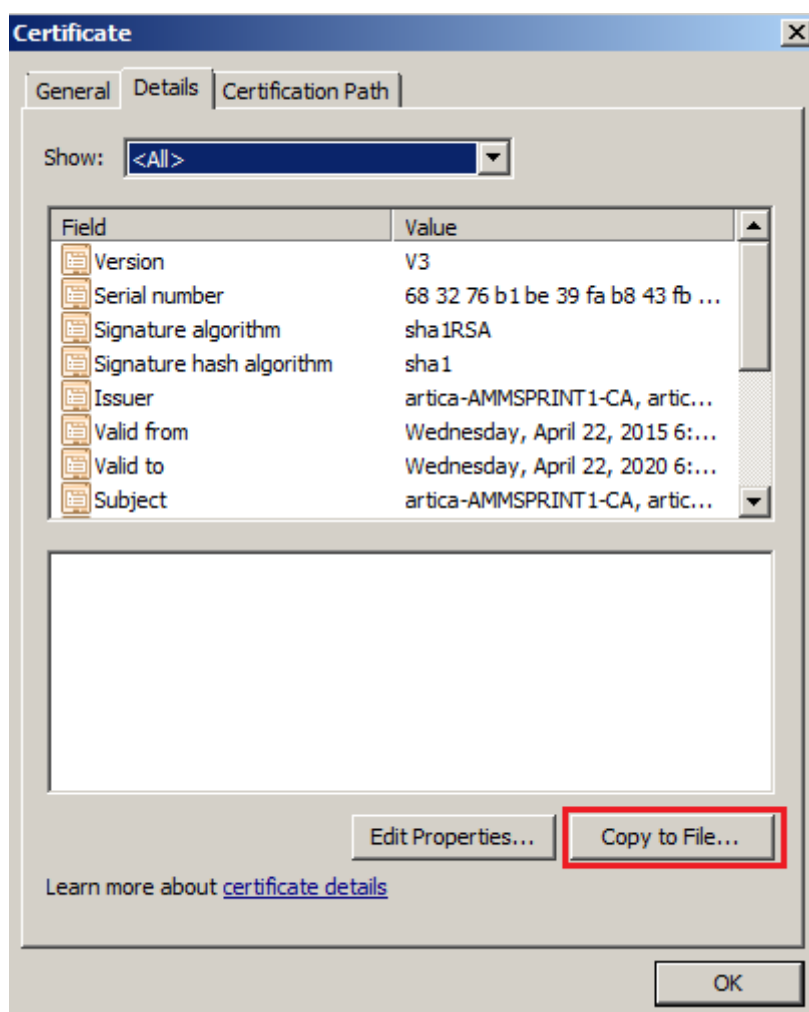 Certificate
General Details Certification Path
Show: <All>
Field Value
Version V3
Serial number 68 32 76 b1 be 39 fa b8 43 fb ...
Signature algorithm sha1RSA
Signature hash algorithm sha1
Issuer artica-AMMSPRINT1-CA, artic...
Valid from Wednesday, April 22, 2015 6:...
Valid to Wednesday, April 22, 2020 6:...
Subject artica-AMMSPRINT1-CA, artic...
Edit Properties... Copy to File...
Learn more about certificate details
OK